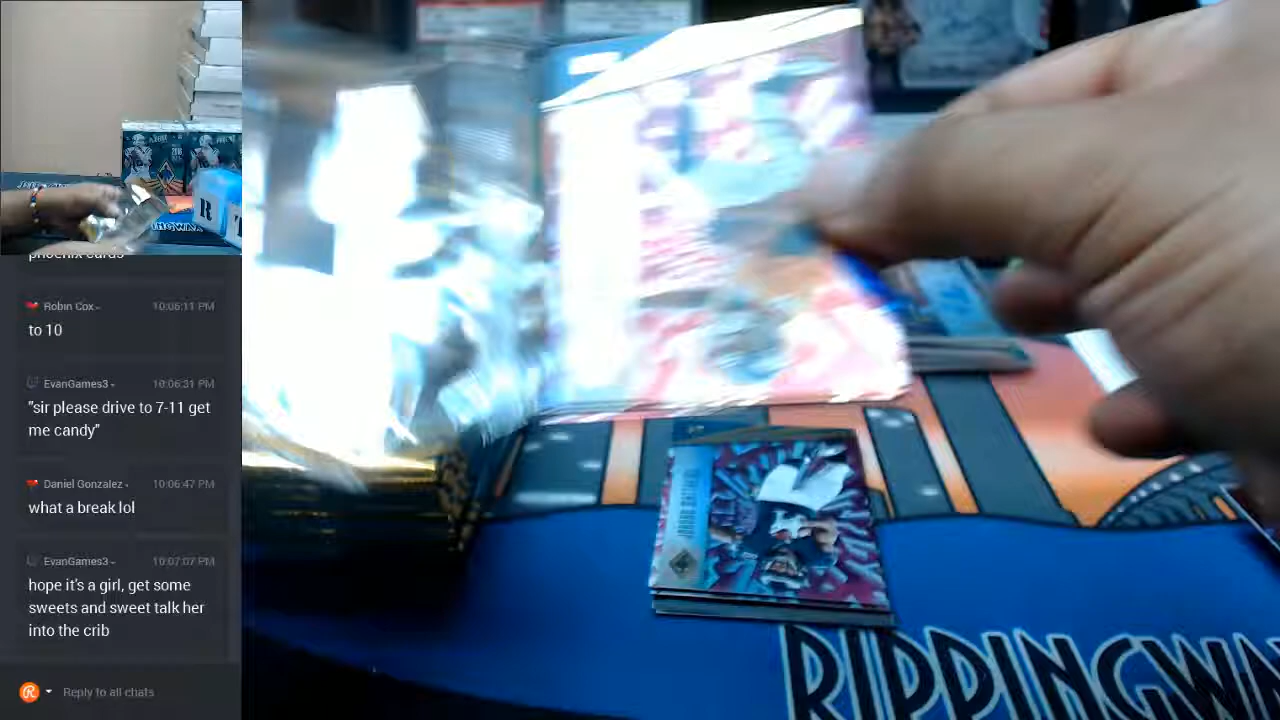 phoenix cards
Robin Cox
10:06:11 PM
to 10
EvanGames3
10:06:31 PM
"sir please drive to 7-11 get
me candy"
Daniel Gonzalez
10:06:47 PM
what a break lol
EvanGames3
10:07:07 PM
hope it's a girl, get some
sweets and sweet talk her
into the crib
Reply to all chats
R
RIPPINGWA